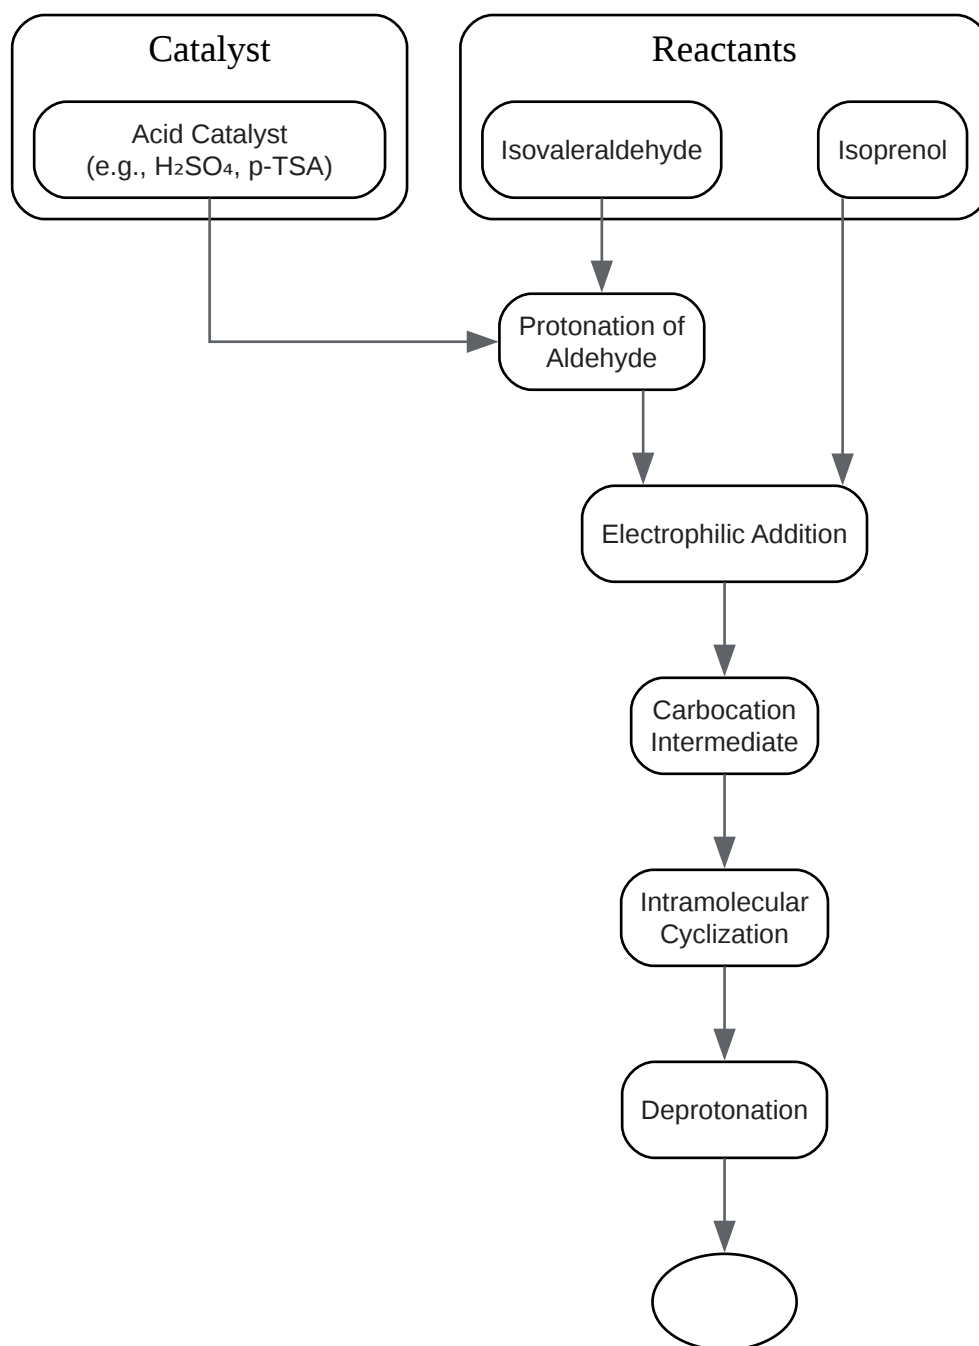 Catalyst
Acid Catalyst
(e.g., H₂SO₄, p-TSA)
Reactants
Isovaleraldehyde
Isoprenol
Protonation of
Aldehyde
Electrophilic Addition
Carbocation
Intermediate
Intramolecular
Cyclization
Deprotonation